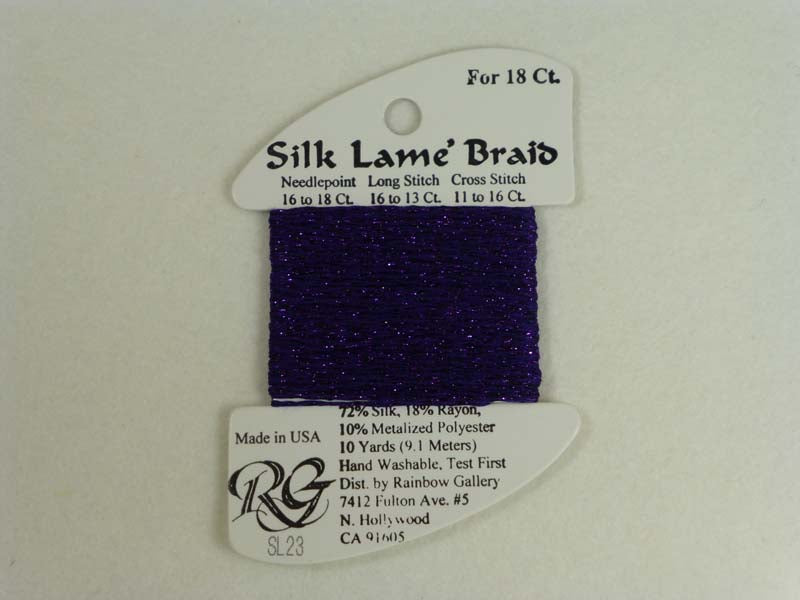 For 18 Ct.
Silk Lame' Braid
Needlepoint Long Stitch Cross Stitch
16 to 18 Ct. 16 to 13 Ct. 11 to 16 Ct.
72% Silk, 18% Rayon,
10% Metalized Polyester
10 Yards (9.1 Meters)
Hand Washable, Test First
Dist. by Rainbow Gallery
7412 Fulton Ave. #5
N. Hollywood
CA 91605
Made in USA
RG
SL23